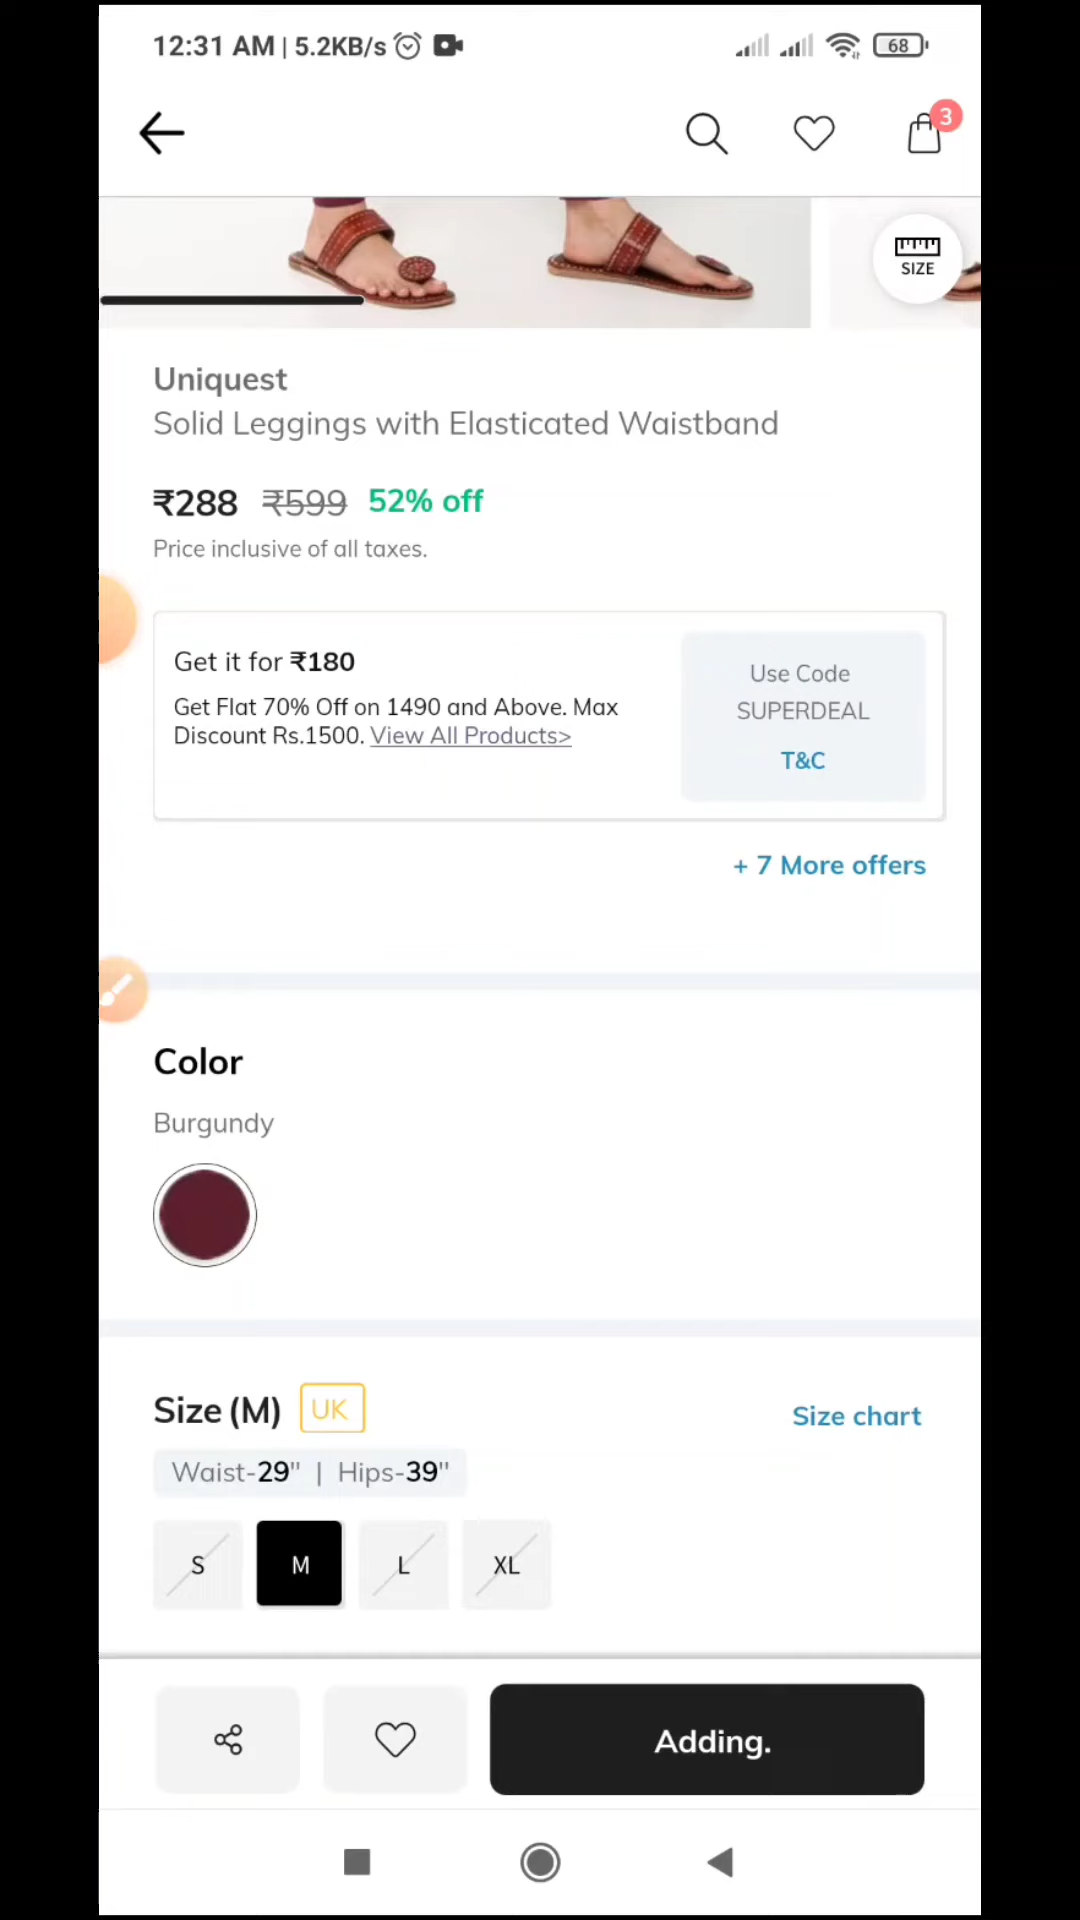 12:31 AM | 5.2KB/s
68
3
SIZE
Uniquest
Solid Leggings with Elasticated Waistband
₹288 ₹599 52% off
Price inclusive of all taxes.
Get it for ₹180
Get Flat 70% Off on 1490 and Above. Max
Discount Rs.1500. View All Products>
Use Code
SUPERDEAL
T&C
+ 7 More offers
Color
Burgundy
Size (M) UK
Size chart
Waist-29" | Hips-39"
S M L XL
Adding.